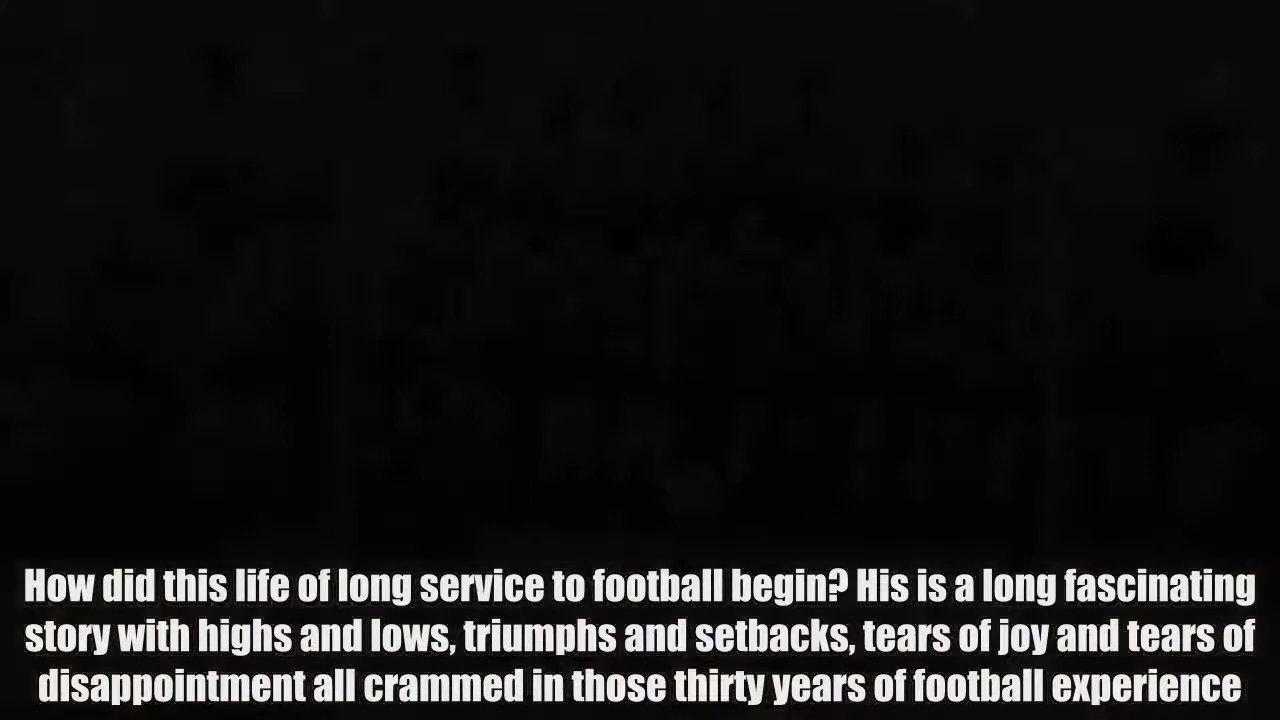 How did this life of long service to football begin? His is a long fascinating
story with highs and lows, triumphs and setbacks, tears of joy and tears of
disappointment all crammed in those thirty years of football experience